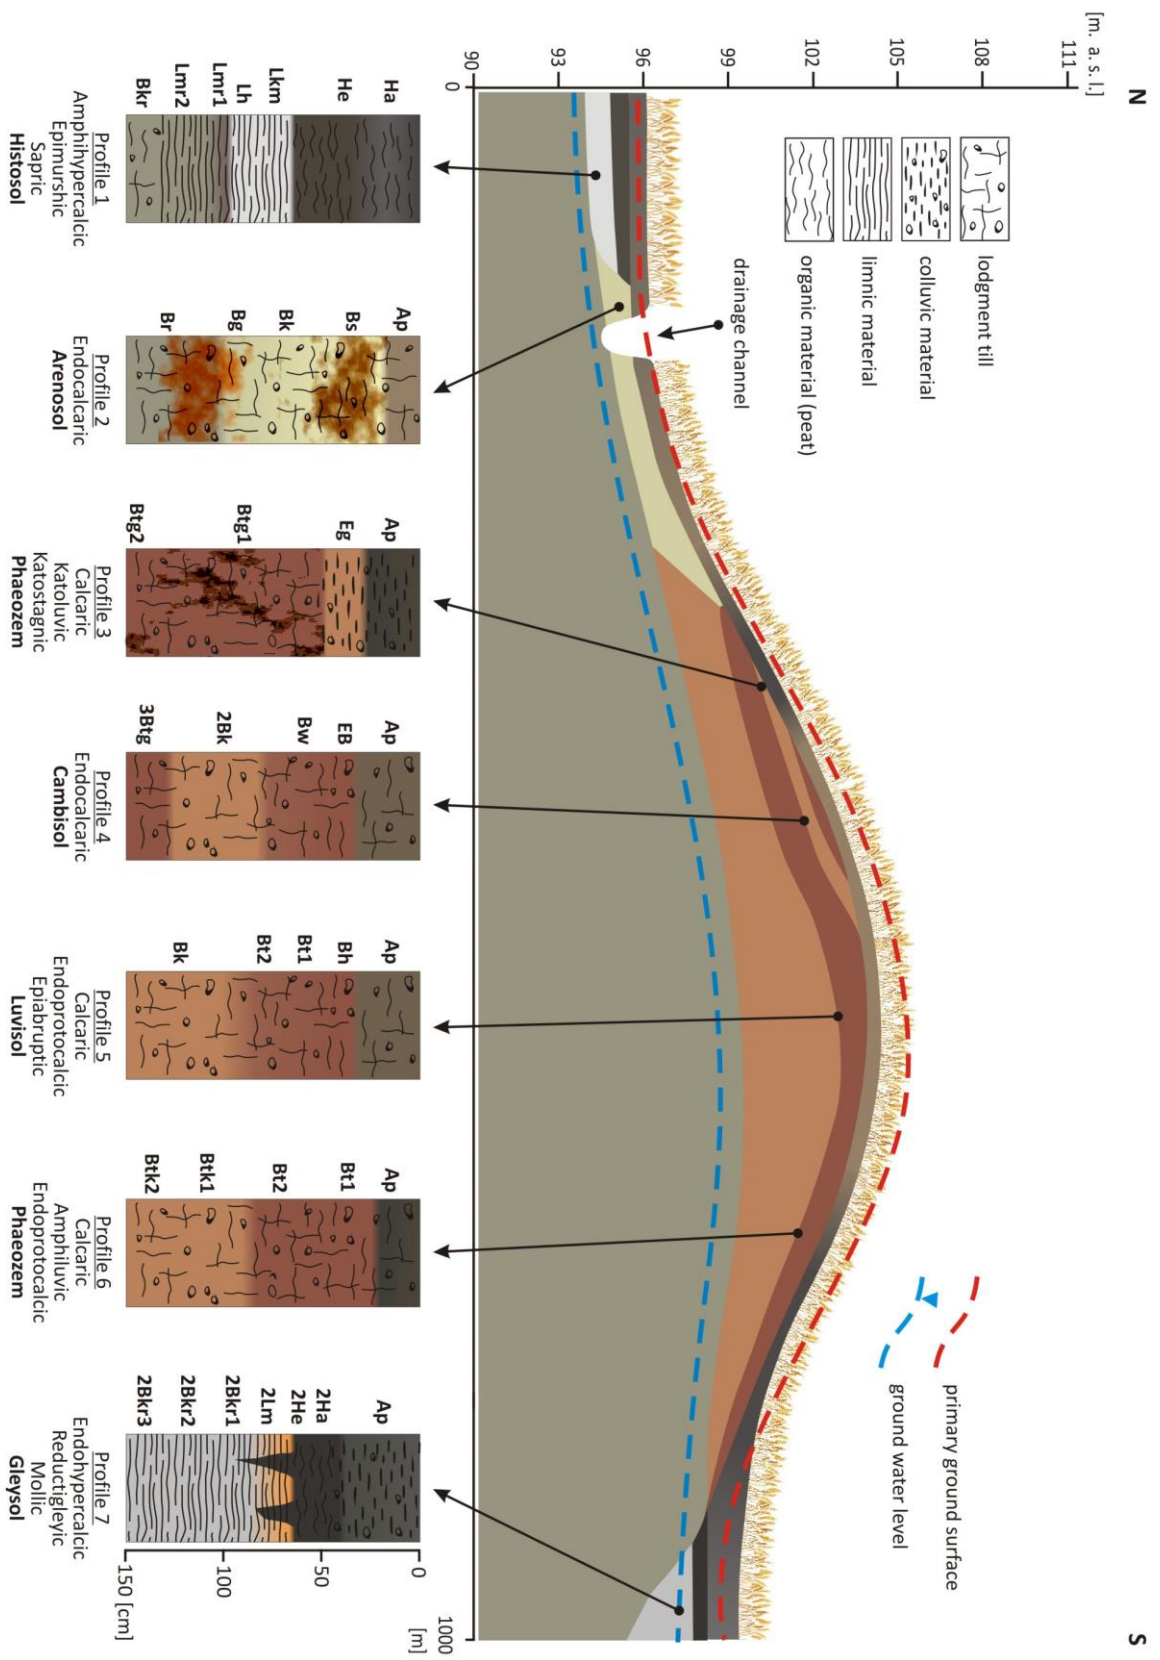 N
S
[m. a. s. l.]
111
108
105
102
99
96
93
90
0
1000
[m]
lodgment till
colluvic material
limnic material
organic material (peat)
drainage channel
primary ground surface
ground water level
Ha
He
Lkm
Lh
Lmr1
Lmr2
Bkr
Profile 1
Amphihypercalcic
Epimurshic
Sapric
Histosol
Ap
Bs
Bk
Bg
Br
Profile 2
Endocalcaric
Arenosol
Ap
Eg
Btg1
Btg2
Profile 3
Calcaric
Katoluvic
Katostagnic
Phaeozem
Ap
EB
Bw
2Bk
3Btg
Profile 4
Endocalcaric
Cambisol
Ap
Bh
Bt1
Bt2
Bk
Profile 5
Calcaric
Endoprotocalcic
Epiabruptic
Luvisol
Ap
Bt1
Bt2
Btk1
Btk2
Profile 6
Calcaric
Amphiluvic
Endoprotocalcic
Phaeozem
Ap
2Ha
2He
2Lm
2Bkr1
2Bkr2
2Bkr3
Profile 7
Endohypercalcic
Reductigleyic
Mollic
Gleysol
0
50
100
150 [cm]